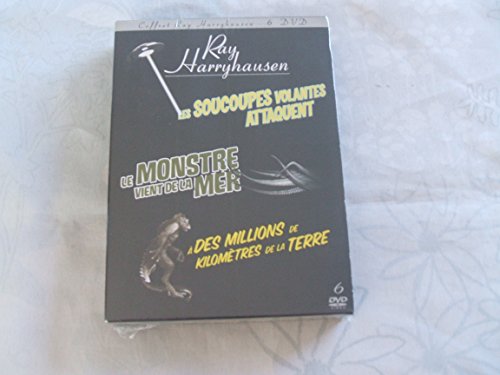 Coffret Ray Harryhausen 6 DVD
Ray
Harryhausen
LES SOUCOUPES VOLANTES
ATTAQUENT
LE MONSTRE
VIENT DE LA MER
À DES MILLIONS DE
KILOMÈTRES DE LA TERRE
6
DVD
VIDEO